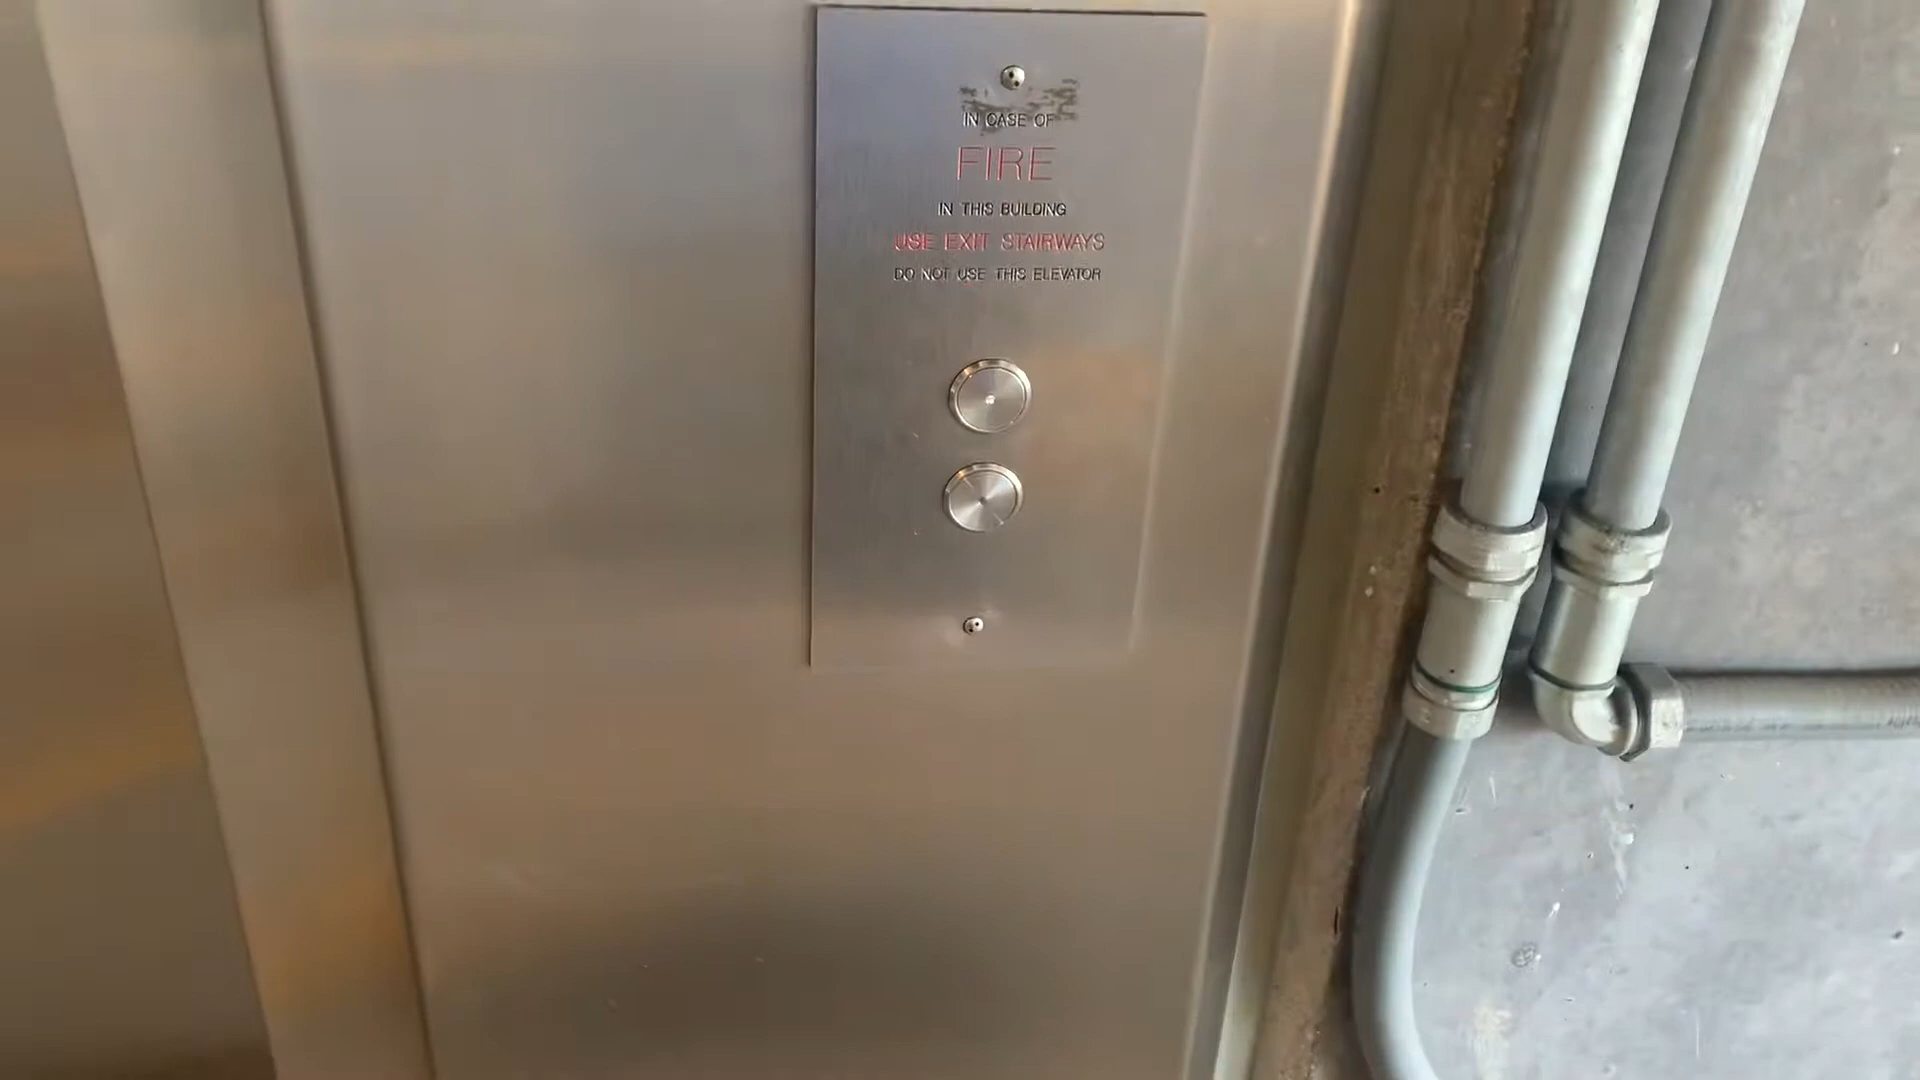 IN CASE OF
FIRE
IN THIS BUILDING
USE EXIT STAIRWAYS
DO NOT USE THIS ELEVATOR